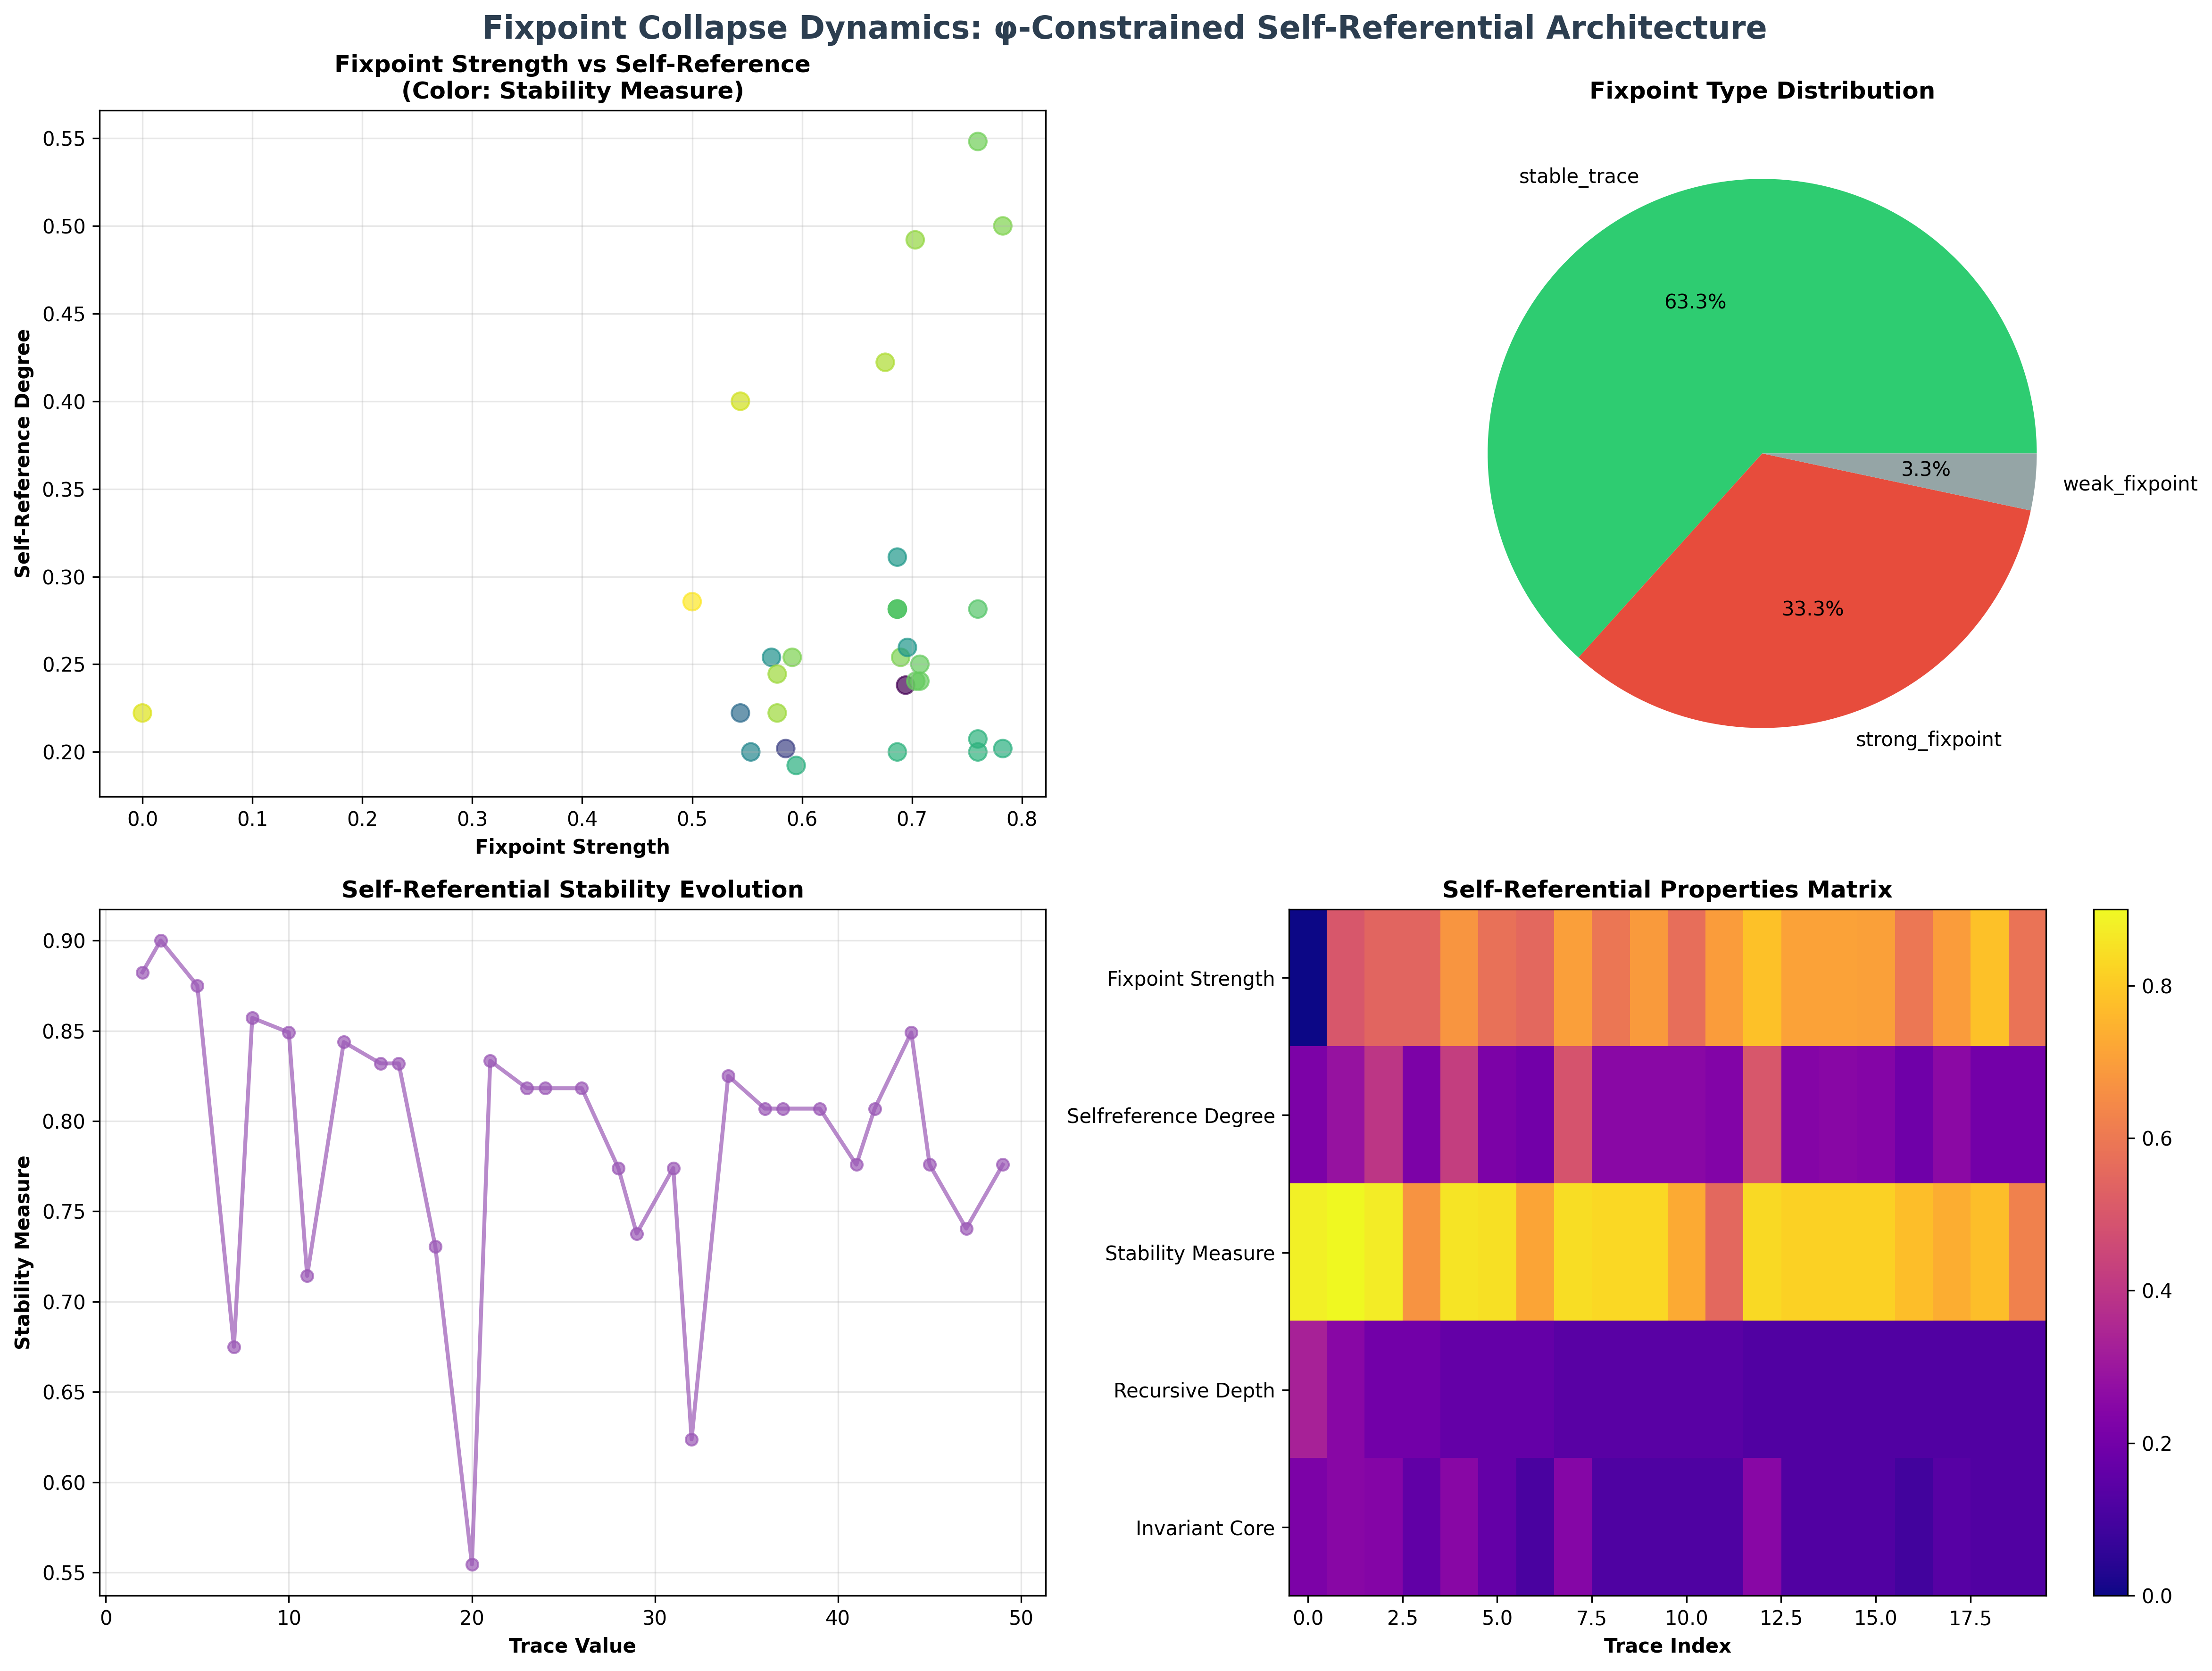 Fixpoint Collapse Dynamics: φ-Constrained Self-Referential Architecture
Fixpoint Strength vs Self-Reference
(Color: Stability Measure)
0.55
0.50
0.45
0.40
0.35
0.30
0.25
0.20
Self-Reference Degree
0.0 0.1 0.2 0.3 0.4 0.5 0.6 0.7 0.8
Fixpoint Strength
Fixpoint Type Distribution
stable_trace
63.3%
3.3%
weak_fixpoint
33.3%
strong_fixpoint
Self-Referential Stability Evolution
0.90
0.85
0.80
0.75
0.70
0.65
0.60
0.55
Stability Measure
0 10 20 30 40 50
Trace Value
Self-Referential Properties Matrix
Fixpoint Strength
Selfreference Degree
Stability Measure
Recursive Depth
Invariant Core
0.0 2.5 5.0 7.5 10.0 12.5 15.0 17.5
Trace Index
0.8
0.6
0.4
0.2
0.0